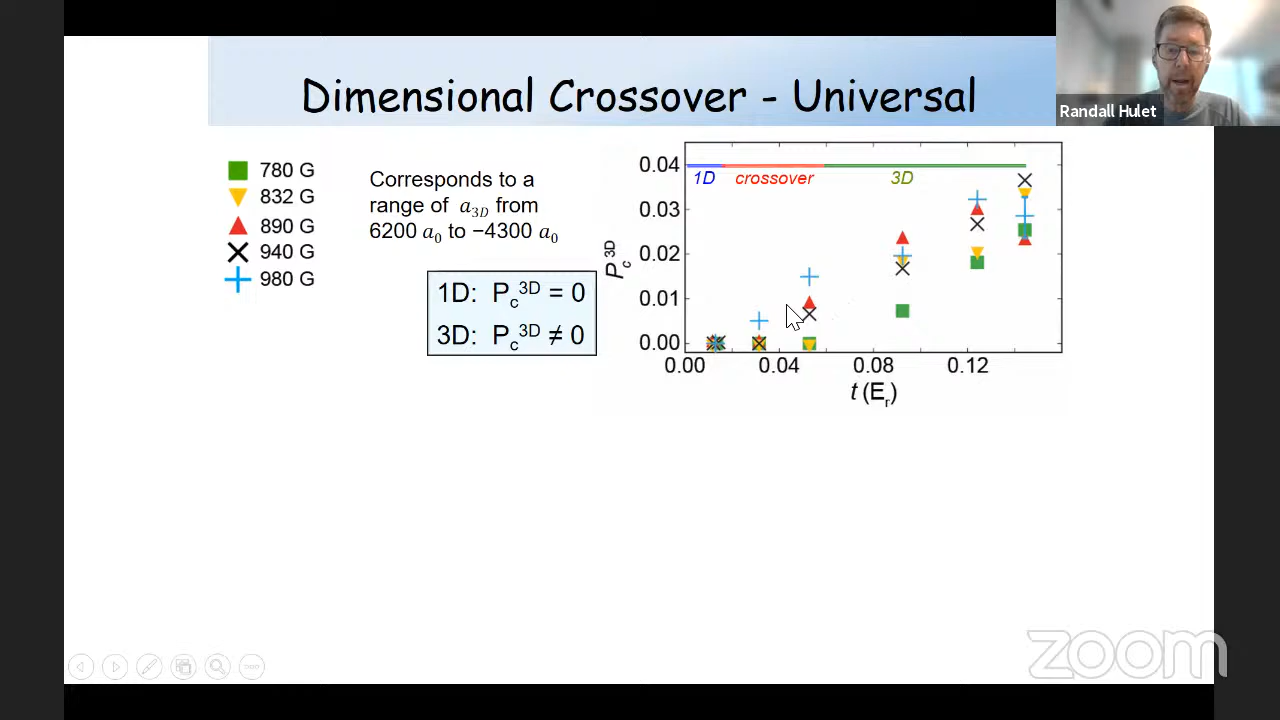 Dimensional Crossover - Universal
Randall Hulet
780 G
832 G
890 G
940 G
980 G
Corresponds to a
range of a3D from
6200 a0 to −4300 a0
1D: Pc3D = 0
3D: Pc3D ≠ 0
0.04
0.03
0.02
0.01
0.00
Pc3D
1D crossover 3D
0.00 0.04 0.08 0.12
t (Er)
zoom